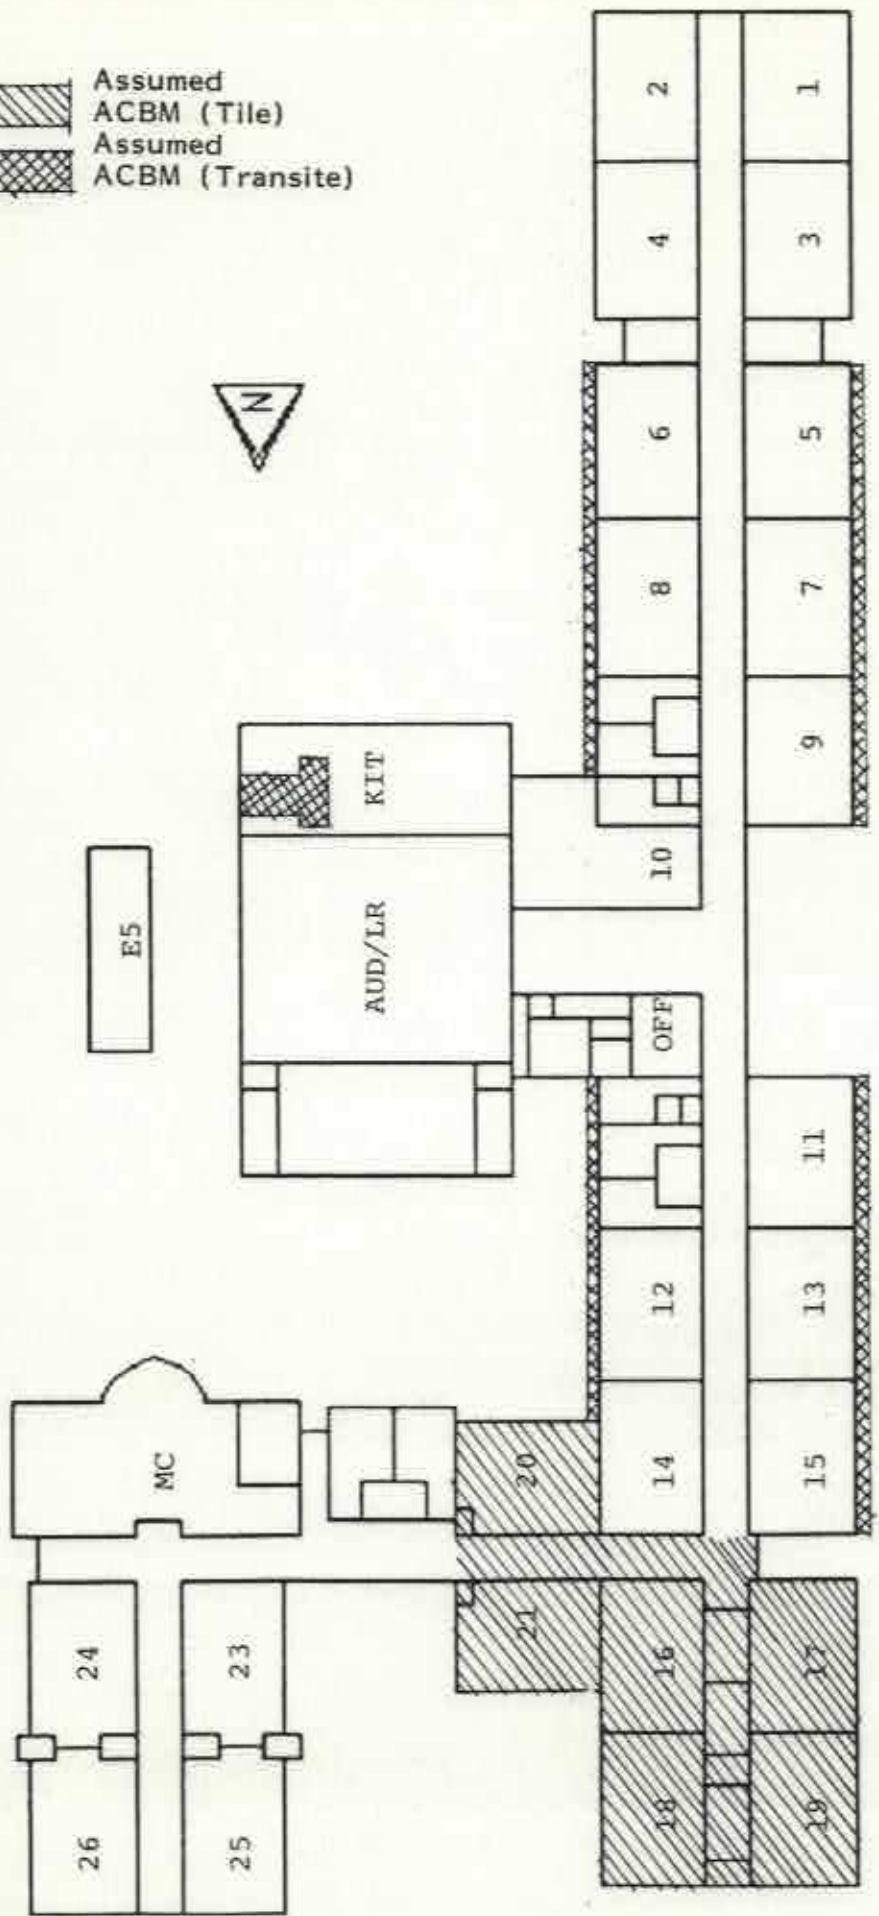 Assumed
ACBM (Tile)
Assumed
ACBM (Transite)
2
1
4
3
N
6
5
8
7
KIT
9
10
E5
AUD/LR
OFF
11
12
13
MC
20
14
15
24
23
21
16
17
26
25
18
19